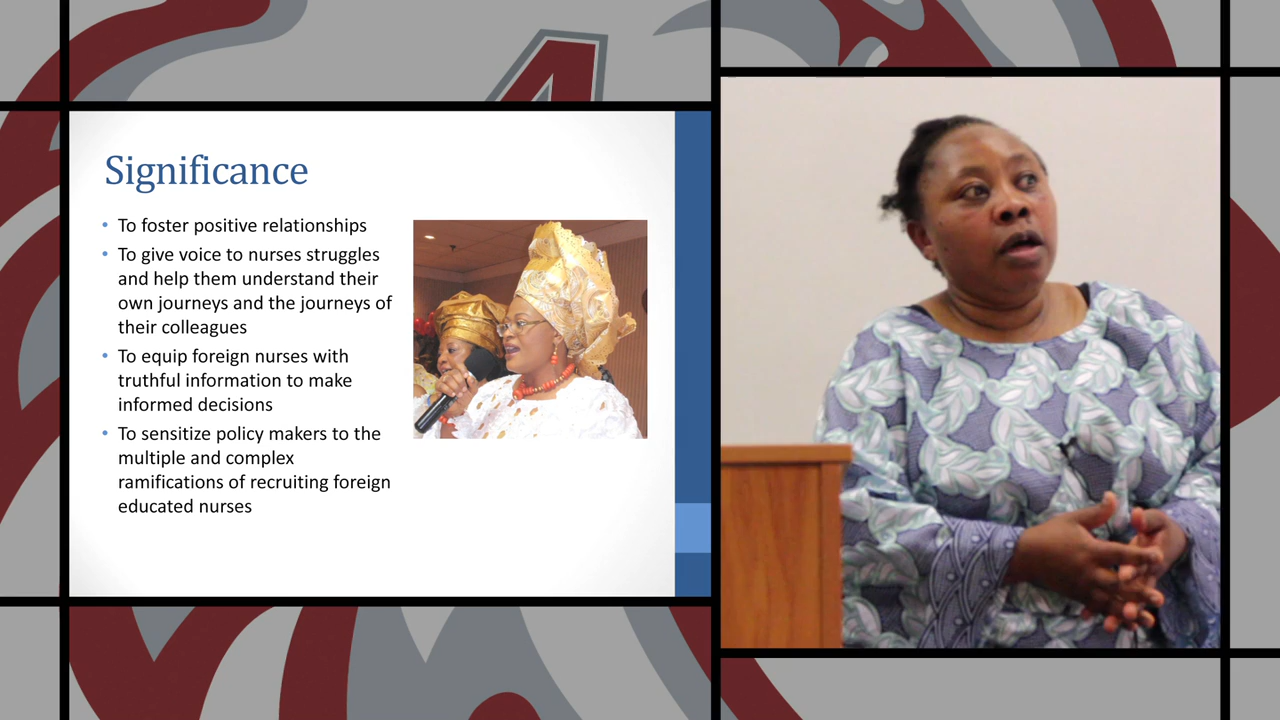 Significance
• To foster positive relationships
• To give voice to nurses struggles
and help them understand their
own journeys and the journeys of
their colleagues
• To equip foreign nurses with
truthful information to make
informed decisions
• To sensitize policy makers to the
multiple and complex
ramifications of recruiting foreign
educated nurses